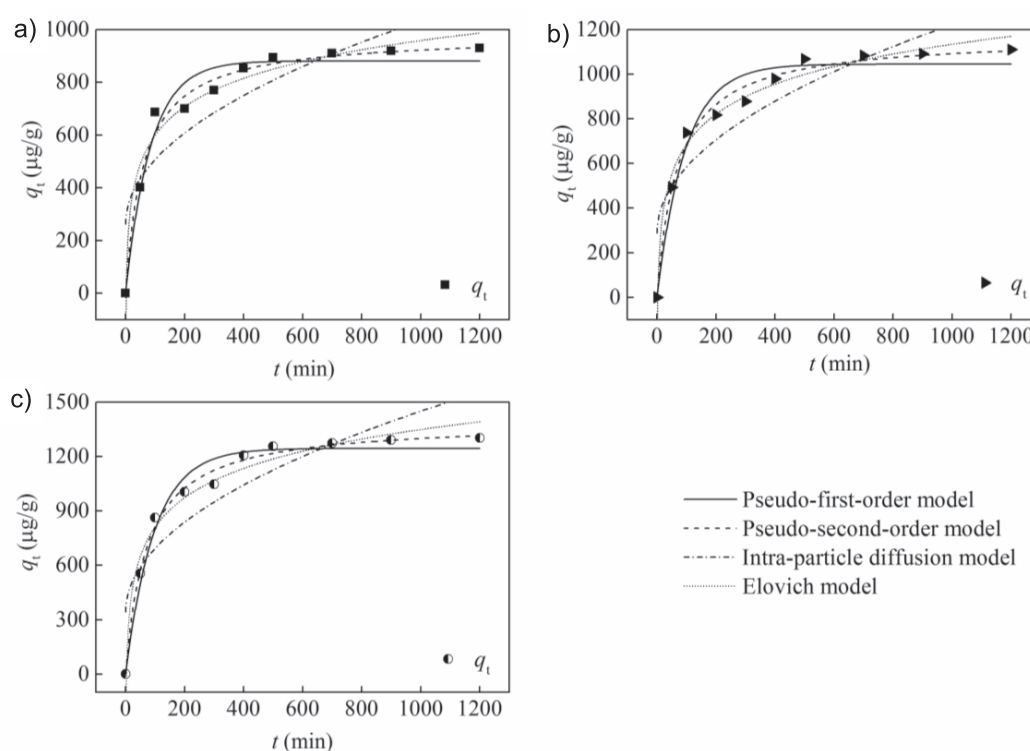 a)
1000
800
600
400
200
0
q_t (µg/g)
q_t
0 200 400 600 800 1000 1200
t (min)
b)
1200
1000
800
600
400
200
0
q_t (µg/g)
q_t
0 200 400 600 800 1000 1200
t (min)
c)
1500
1200
900
600
300
0
q_t (µg/g)
q_t
0 200 400 600 800 1000 1200
t (min)
Pseudo-first-order model
Pseudo-second-order model
Intra-particle diffusion model
Elovich model